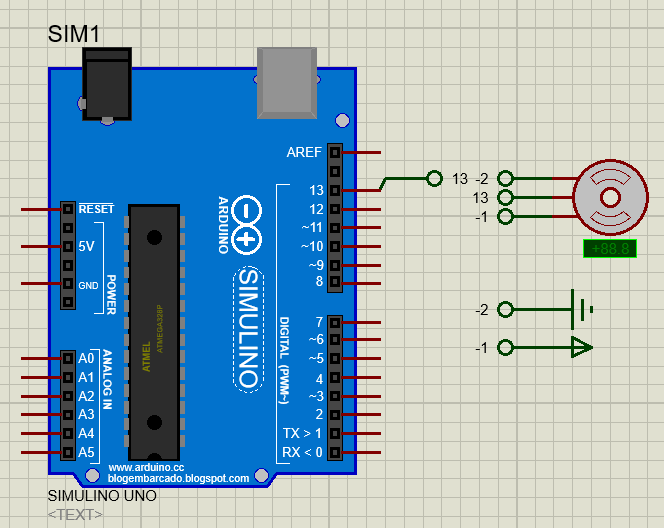 SIM1
AREF
13
12
~11
~10
~9
8
7
~6
~5
4
~3
2
TX > 1
RX < 0
RESET
5V
GND
POWER
A0
A1
A2
A3
A4
A5
ANALOG IN
ATMEL
ATMEGA328P
ARDUINO
SIMULINO
DIGITAL (PWM~)
www.arduino.cc
blogembarcado.blogspot.com
SIMULINO UNO
<TEXT>
13
-2
13
-1
+88.8
-2
-1